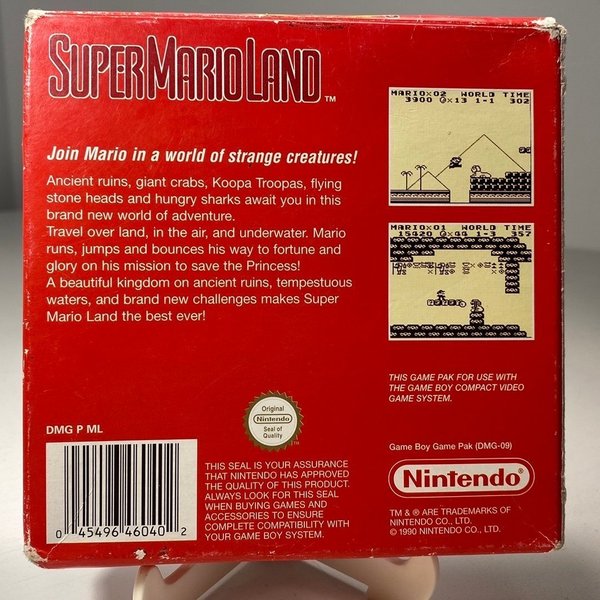 SUPER MARIO LAND™
Join Mario in a world of strange creatures!
Ancient ruins, giant crabs, Koopa Troopas, flying
stone heads and hungry sharks await you in this
brand new world of adventure.
Travel over land, in the air, and underwater. Mario
runs, jumps and bounces his way to fortune and
glory on his mission to save the Princess!
A beautiful kingdom on ancient ruins, tempestuous
waters, and brand new challenges makes Super
Mario Land the best ever!
MARIO×02 WORLD TIME
3900 ×13 1-1 302
MARIO×01 WORLD TIME
15420 ×44 1-3 357
THIS GAME PAK FOR USE WITH
THE GAME BOY COMPACT VIDEO
GAME SYSTEM.
DMG P ML
0 45496 46040 2
Original
Nintendo
Seal of
Quality
THIS SEAL IS YOUR ASSURANCE
THAT NINTENDO HAS APPROVED
THE QUALITY OF THIS PRODUCT.
ALWAYS LOOK FOR THIS SEAL
WHEN BUYING GAMES AND
ACCESSORIES TO ENSURE
COMPLETE COMPATIBILITY WITH
YOUR GAME BOY SYSTEM.
Game Boy Game Pak (DMG-09)
Nintendo®
TM & ® ARE TRADEMARKS OF
NINTENDO CO., LTD.
© 1990 NINTENDO CO., LTD.